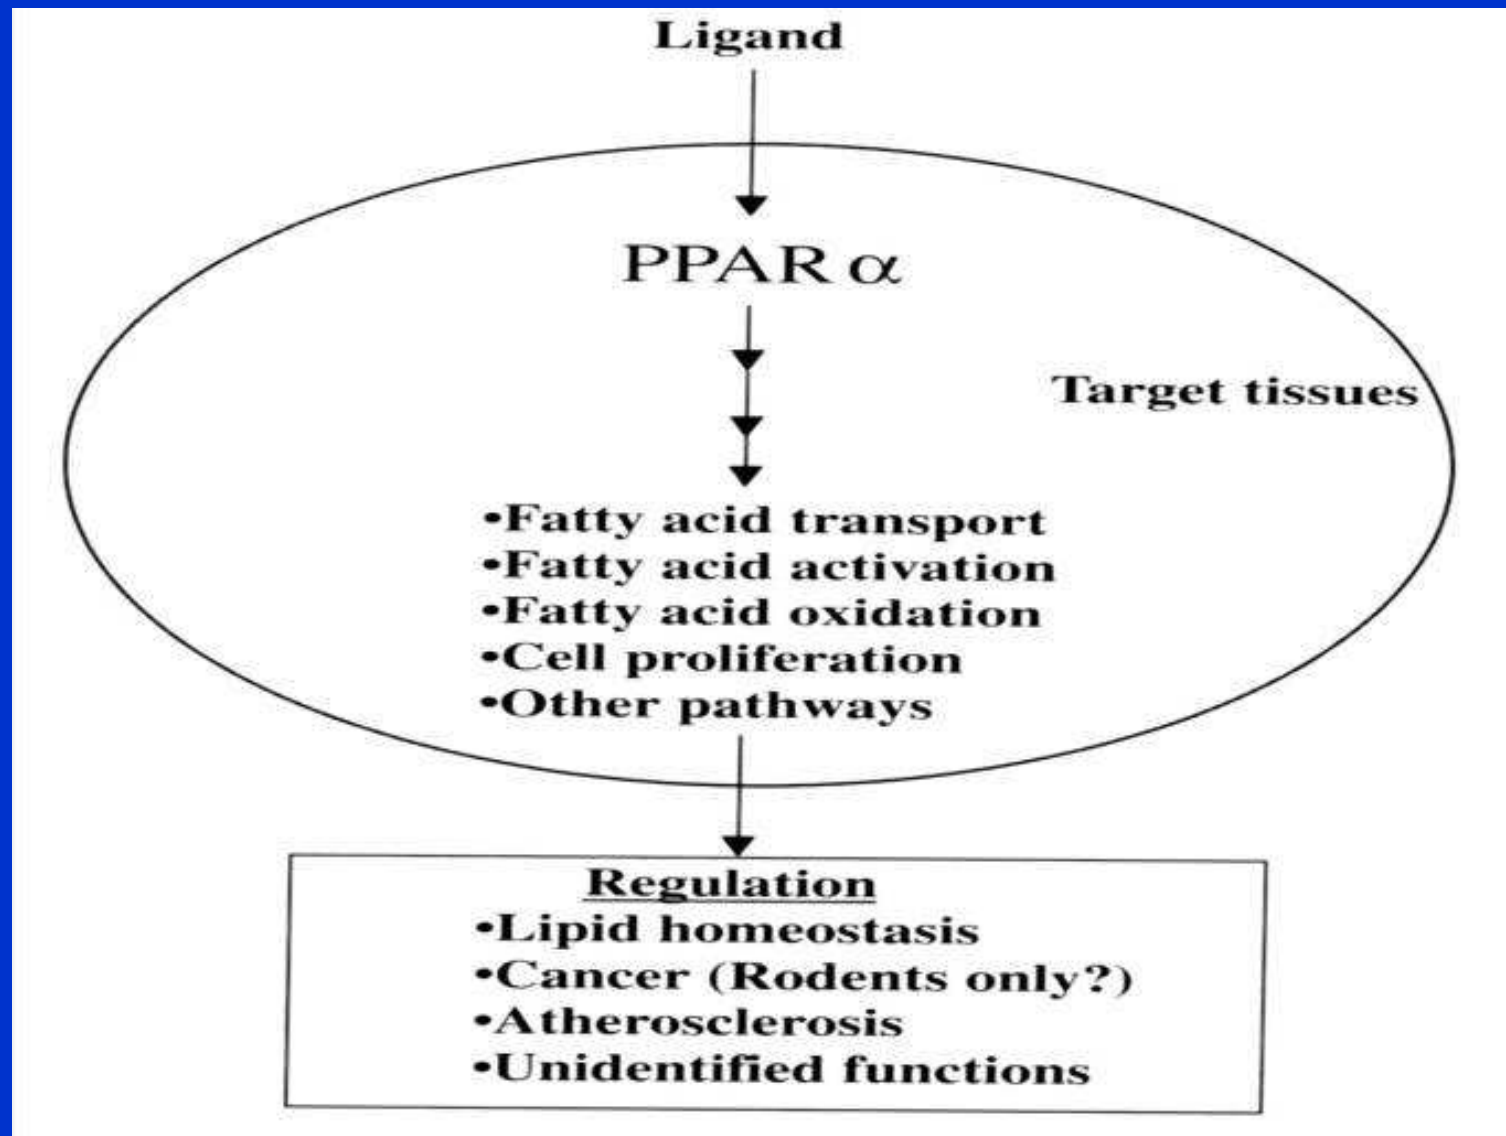 Ligand
PPAR α
Target tissues
•Fatty acid transport
•Fatty acid activation
•Fatty acid oxidation
•Cell proliferation
•Other pathways
Regulation
•Lipid homeostasis
•Cancer (Rodents only?)
•Atherosclerosis
•Unidentified functions